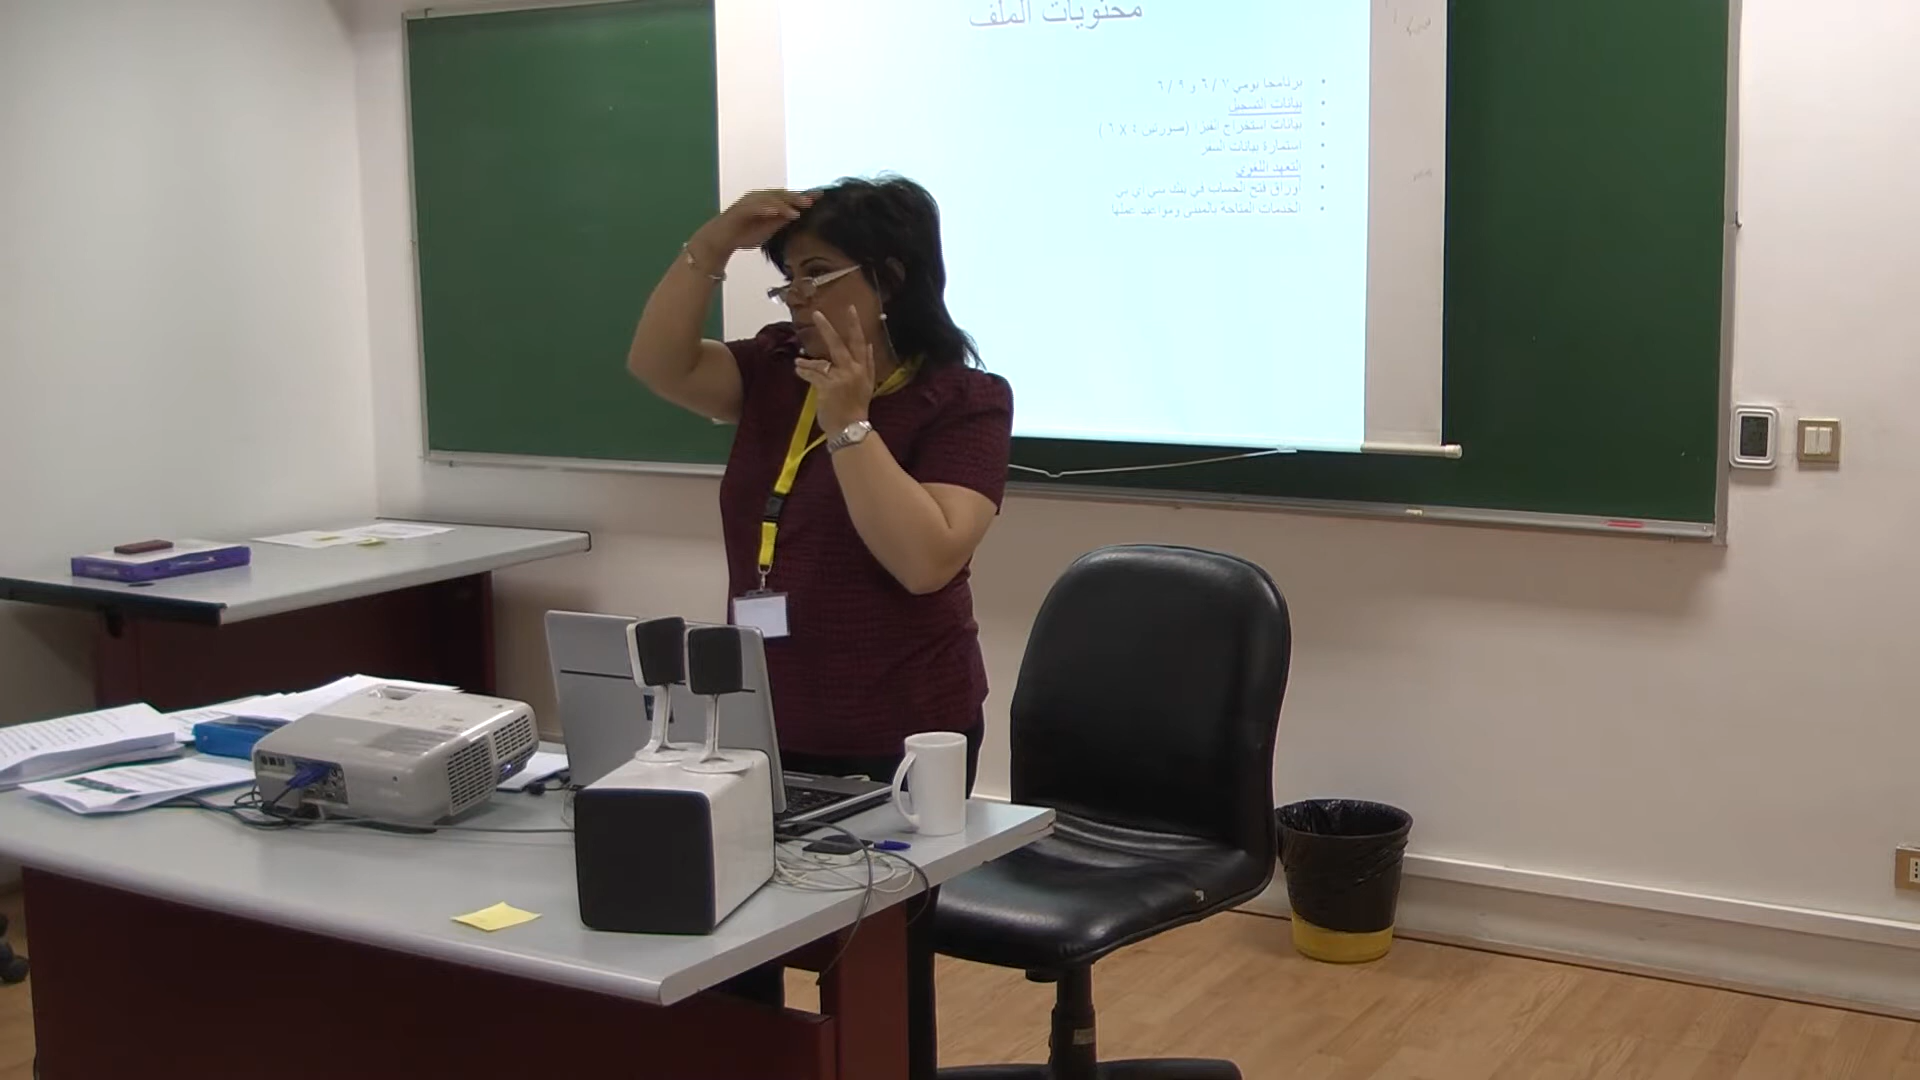 محتويات الملف
برنامجا يومي ٧ / ٦ و ٩ / ٦
بيانات التسجيل
بيانات استخراج الفيزا (صورتين ٤ X ٦ )
استمارة بيانات السفر
التعهد اللغوي
أوراق فتح الحساب في بنك سي آي بي
الخدمات المتاحة بالمبنى ومواعيد عملها